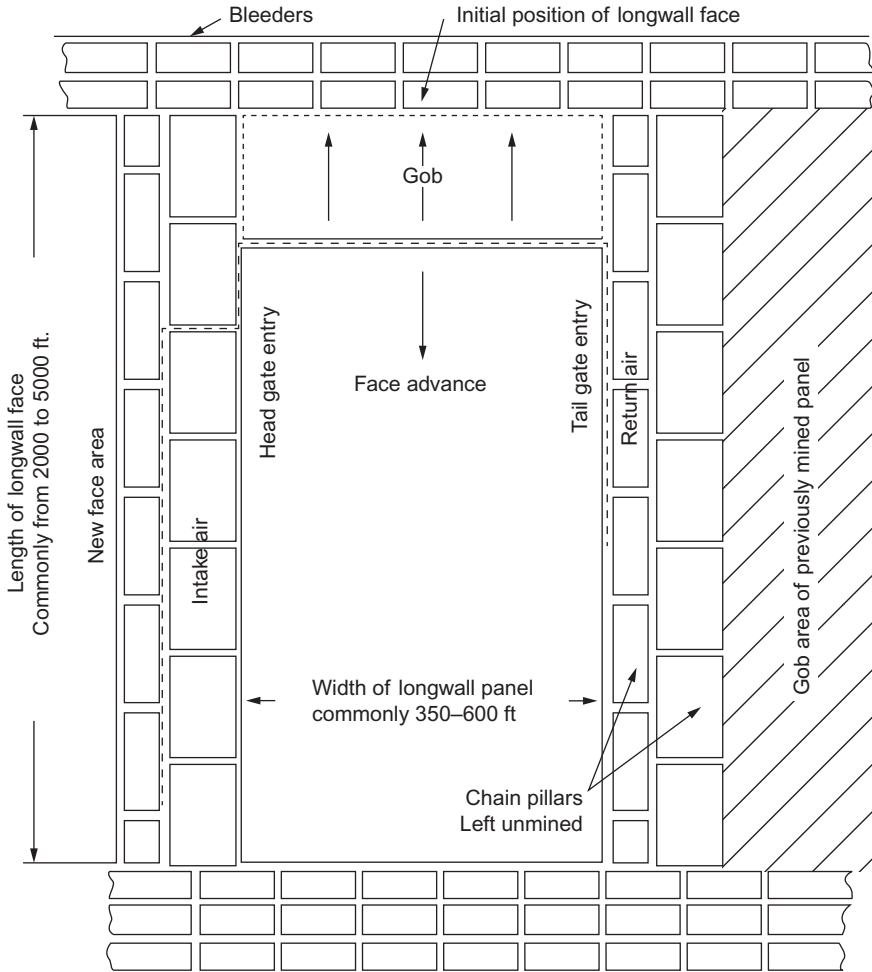 Bleeders
Initial position of longwall face
Gob
Length of longwall face
Commonly from 2000 to 5000 ft.
New face area
Intake air
Head gate entry
Face advance
Tail gate entry
Return air
Gob area of previously mined panel
Width of longwall panel
commonly 350–600 ft
Chain pillars
Left unmined